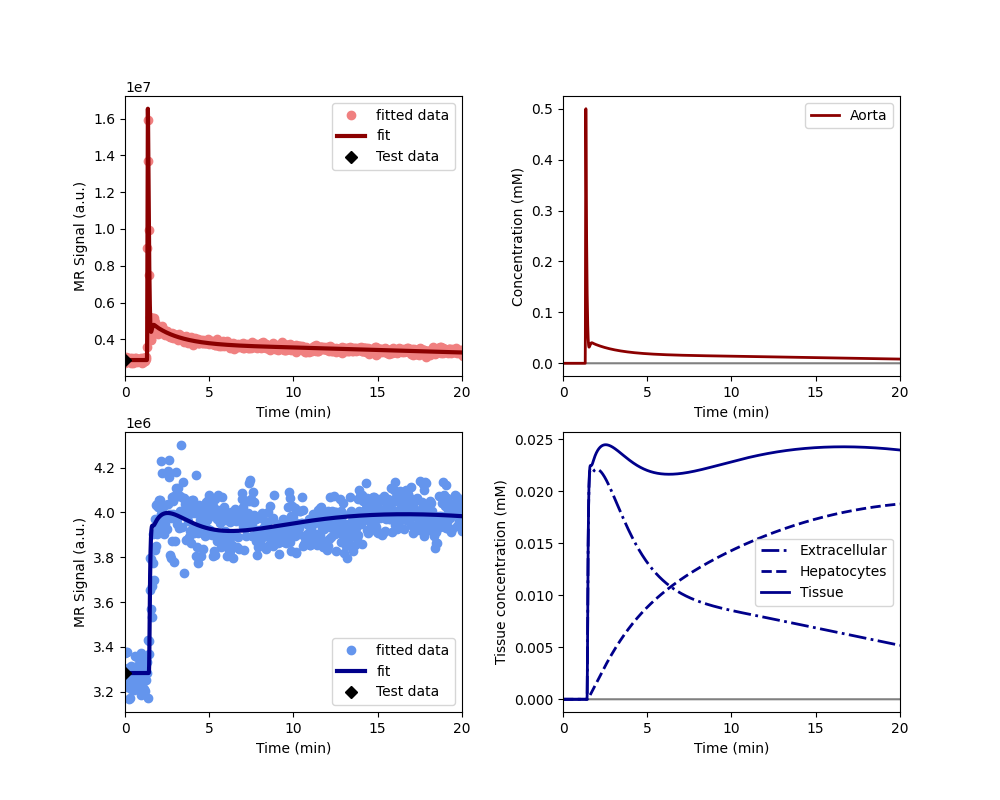 1e7
MR Signal (a.u.)
1.6
1.4
1.2
1.0
0.8
0.6
0.4
fitted data
fit
Test data
0 5 10 15 20
Time (min)
Concentration (mM)
0.5
0.4
0.3
0.2
0.1
0.0
Aorta
0 5 10 15 20
Time (min)
1e6
MR Signal (a.u.)
4.2
4.0
3.8
3.6
3.4
3.2
fitted data
fit
Test data
0 5 10 15 20
Time (min)
Tissue concentration (mM)
0.025
0.020
0.015
0.010
0.005
0.000
Extracellular
Hepatocytes
Tissue
0 5 10 15 20
Time (min)